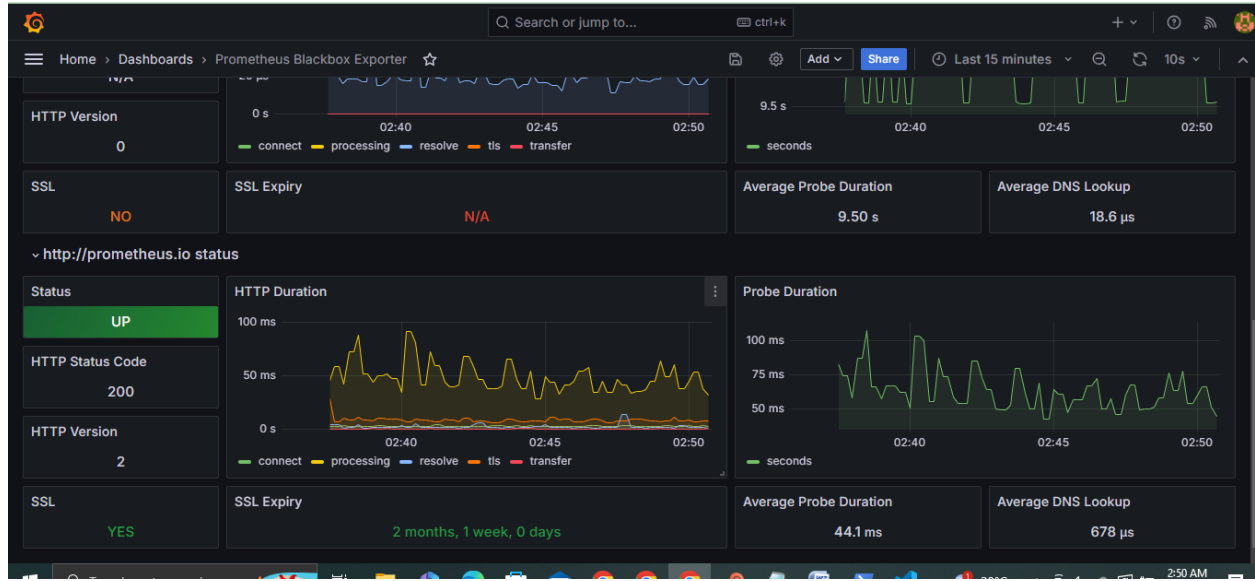 Search or jump to... ctrl+k
Home > Dashboards > Prometheus Blackbox Exporter Add Share Last 15 minutes 10s
N/A
HTTP Version
0
20 µs
0 s
02:40 02:45 02:50
connect processing resolve tls transfer
9.5 s
02:40 02:45 02:50
seconds
SSL
NO
SSL Expiry
N/A
Average Probe Duration
9.50 s
Average DNS Lookup
18.6 µs
http://prometheus.io status
Status
UP
HTTP Status Code
200
HTTP Version
2
HTTP Duration
100 ms
50 ms
0 s
02:40 02:45 02:50
connect processing resolve tls transfer
Probe Duration
100 ms
75 ms
50 ms
02:40 02:45 02:50
seconds
SSL
YES
SSL Expiry
2 months, 1 week, 0 days
Average Probe Duration
44.1 ms
Average DNS Lookup
678 µs
2:50 AM